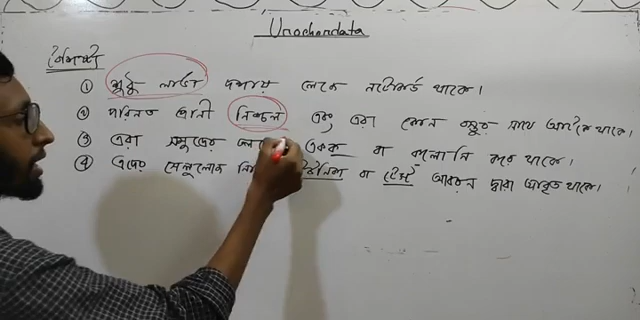 Urochordata
বৈশিষ্ট্য
① শুধু লার্ভা দশায় লেজে নটোকর্ড থাকে।
② পরিণত প্রাণী নিশ্চল এবং এরা কোন বস্তুর সাথে আটকে থাকে।
③ এরা সমুদ্রের একক বা কলোনি করে থাকে।
④ এদের সেলুলোজ বা টেস্ট আবরণ দ্বারা আবৃত থাকে।